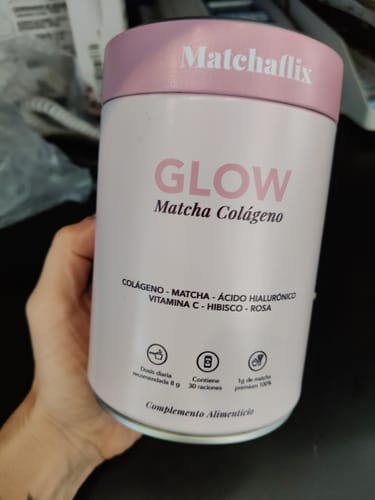 Matchaflix
GLOW
Matcha Colágeno
COLÁGENO - MATCHA - ÁCIDO HIALURÓNICO
VITAMINA C - HIBISCO - ROSA
Dosis diaria
recomendada 8 g
Contiene
30 raciones
1g de matcha
premium 100%
Complemento Alimenticio